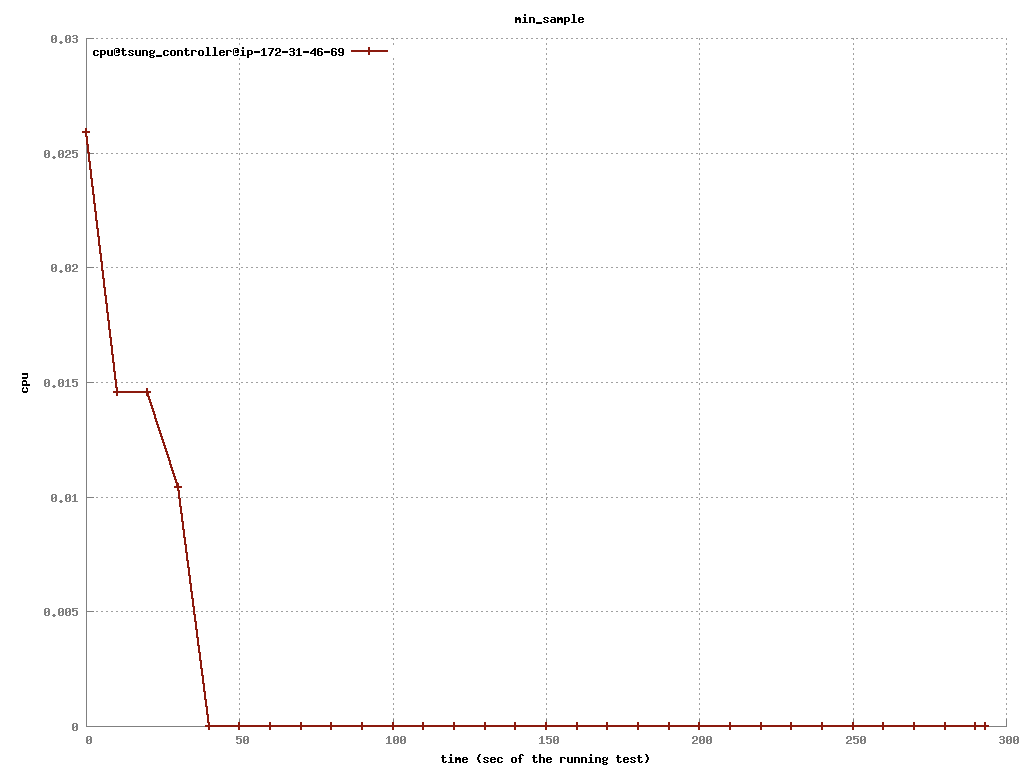 min_sample
cpu@tsung_controller@ip-172-31-46-69
0.03
0.025
0.02
0.015
0.01
0.005
0
cpu
0 50 100 150 200 250 300
time (sec of the running test)